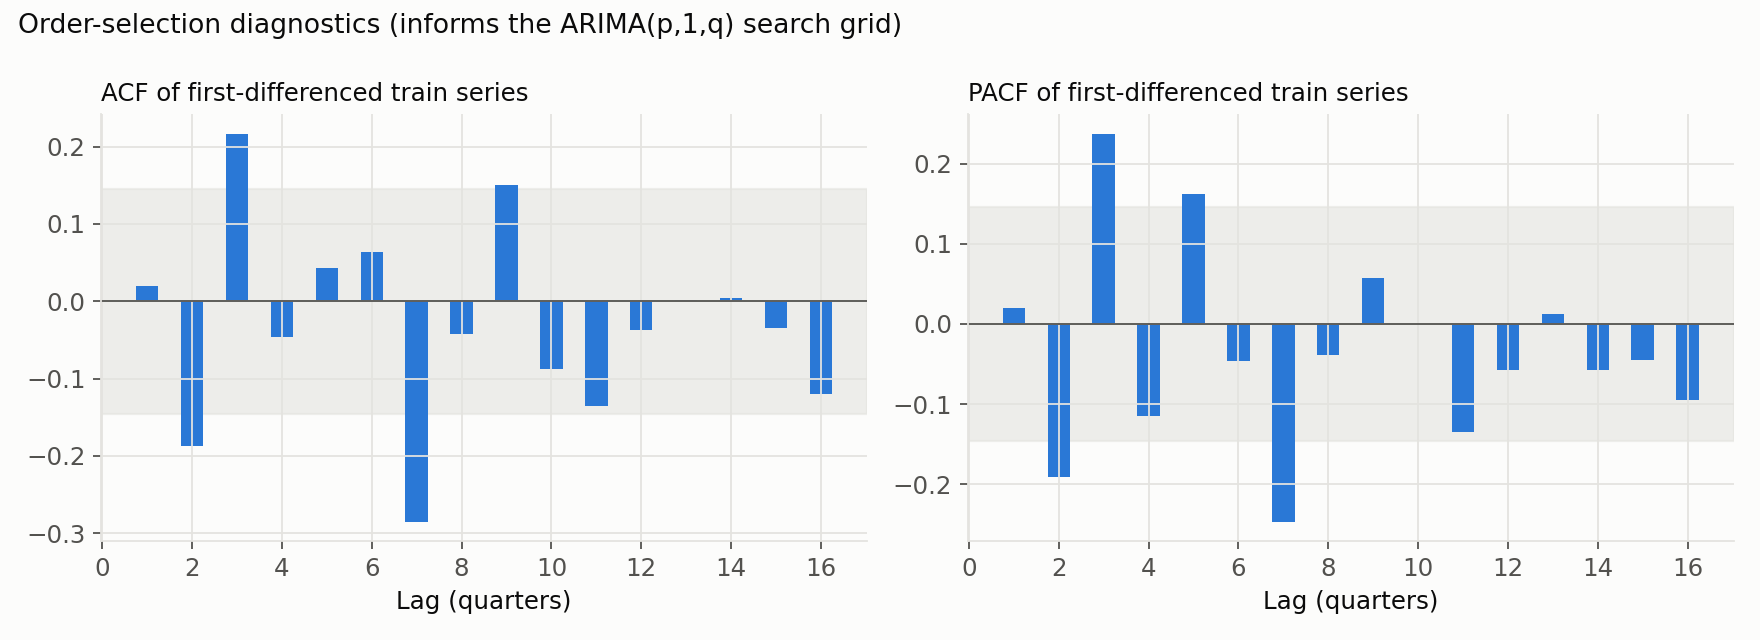 Order-selection diagnostics (informs the ARIMA(p,1,q) search grid)
ACF of first-differenced train series
0.2
0.1
0.0
−0.1
−0.2
−0.3
0 2 4 6 8 10 12 14 16
Lag (quarters)
PACF of first-differenced train series
0.2
0.1
0.0
−0.1
−0.2
0 2 4 6 8 10 12 14 16
Lag (quarters)